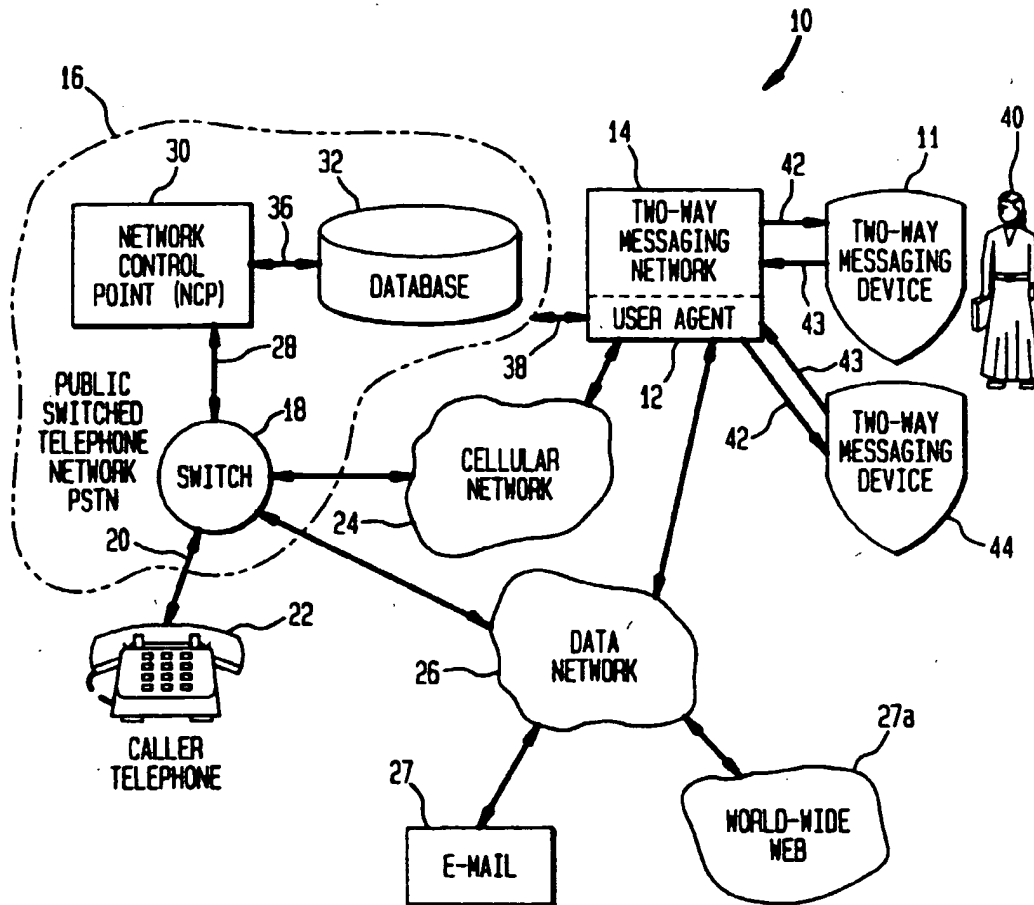 10
16
30
32
14
42
11
40
NETWORK
CONTROL
POINT (NCP)
36
DATABASE
TWO-WAY
MESSAGING
NETWORK
USER AGENT
TWO-WAY
MESSAGING
DEVICE
43
38
12
43
42
28
PUBLIC
SWITCHED
TELEPHONE
NETWORK
PSTN
18
SWITCH
CELLULAR
NETWORK
24
TWO-WAY
MESSAGING
DEVICE
44
20
22
CALLER
TELEPHONE
DATA
NETWORK
26
27
E-MAIL
27a
WORLD-WIDE
WEB